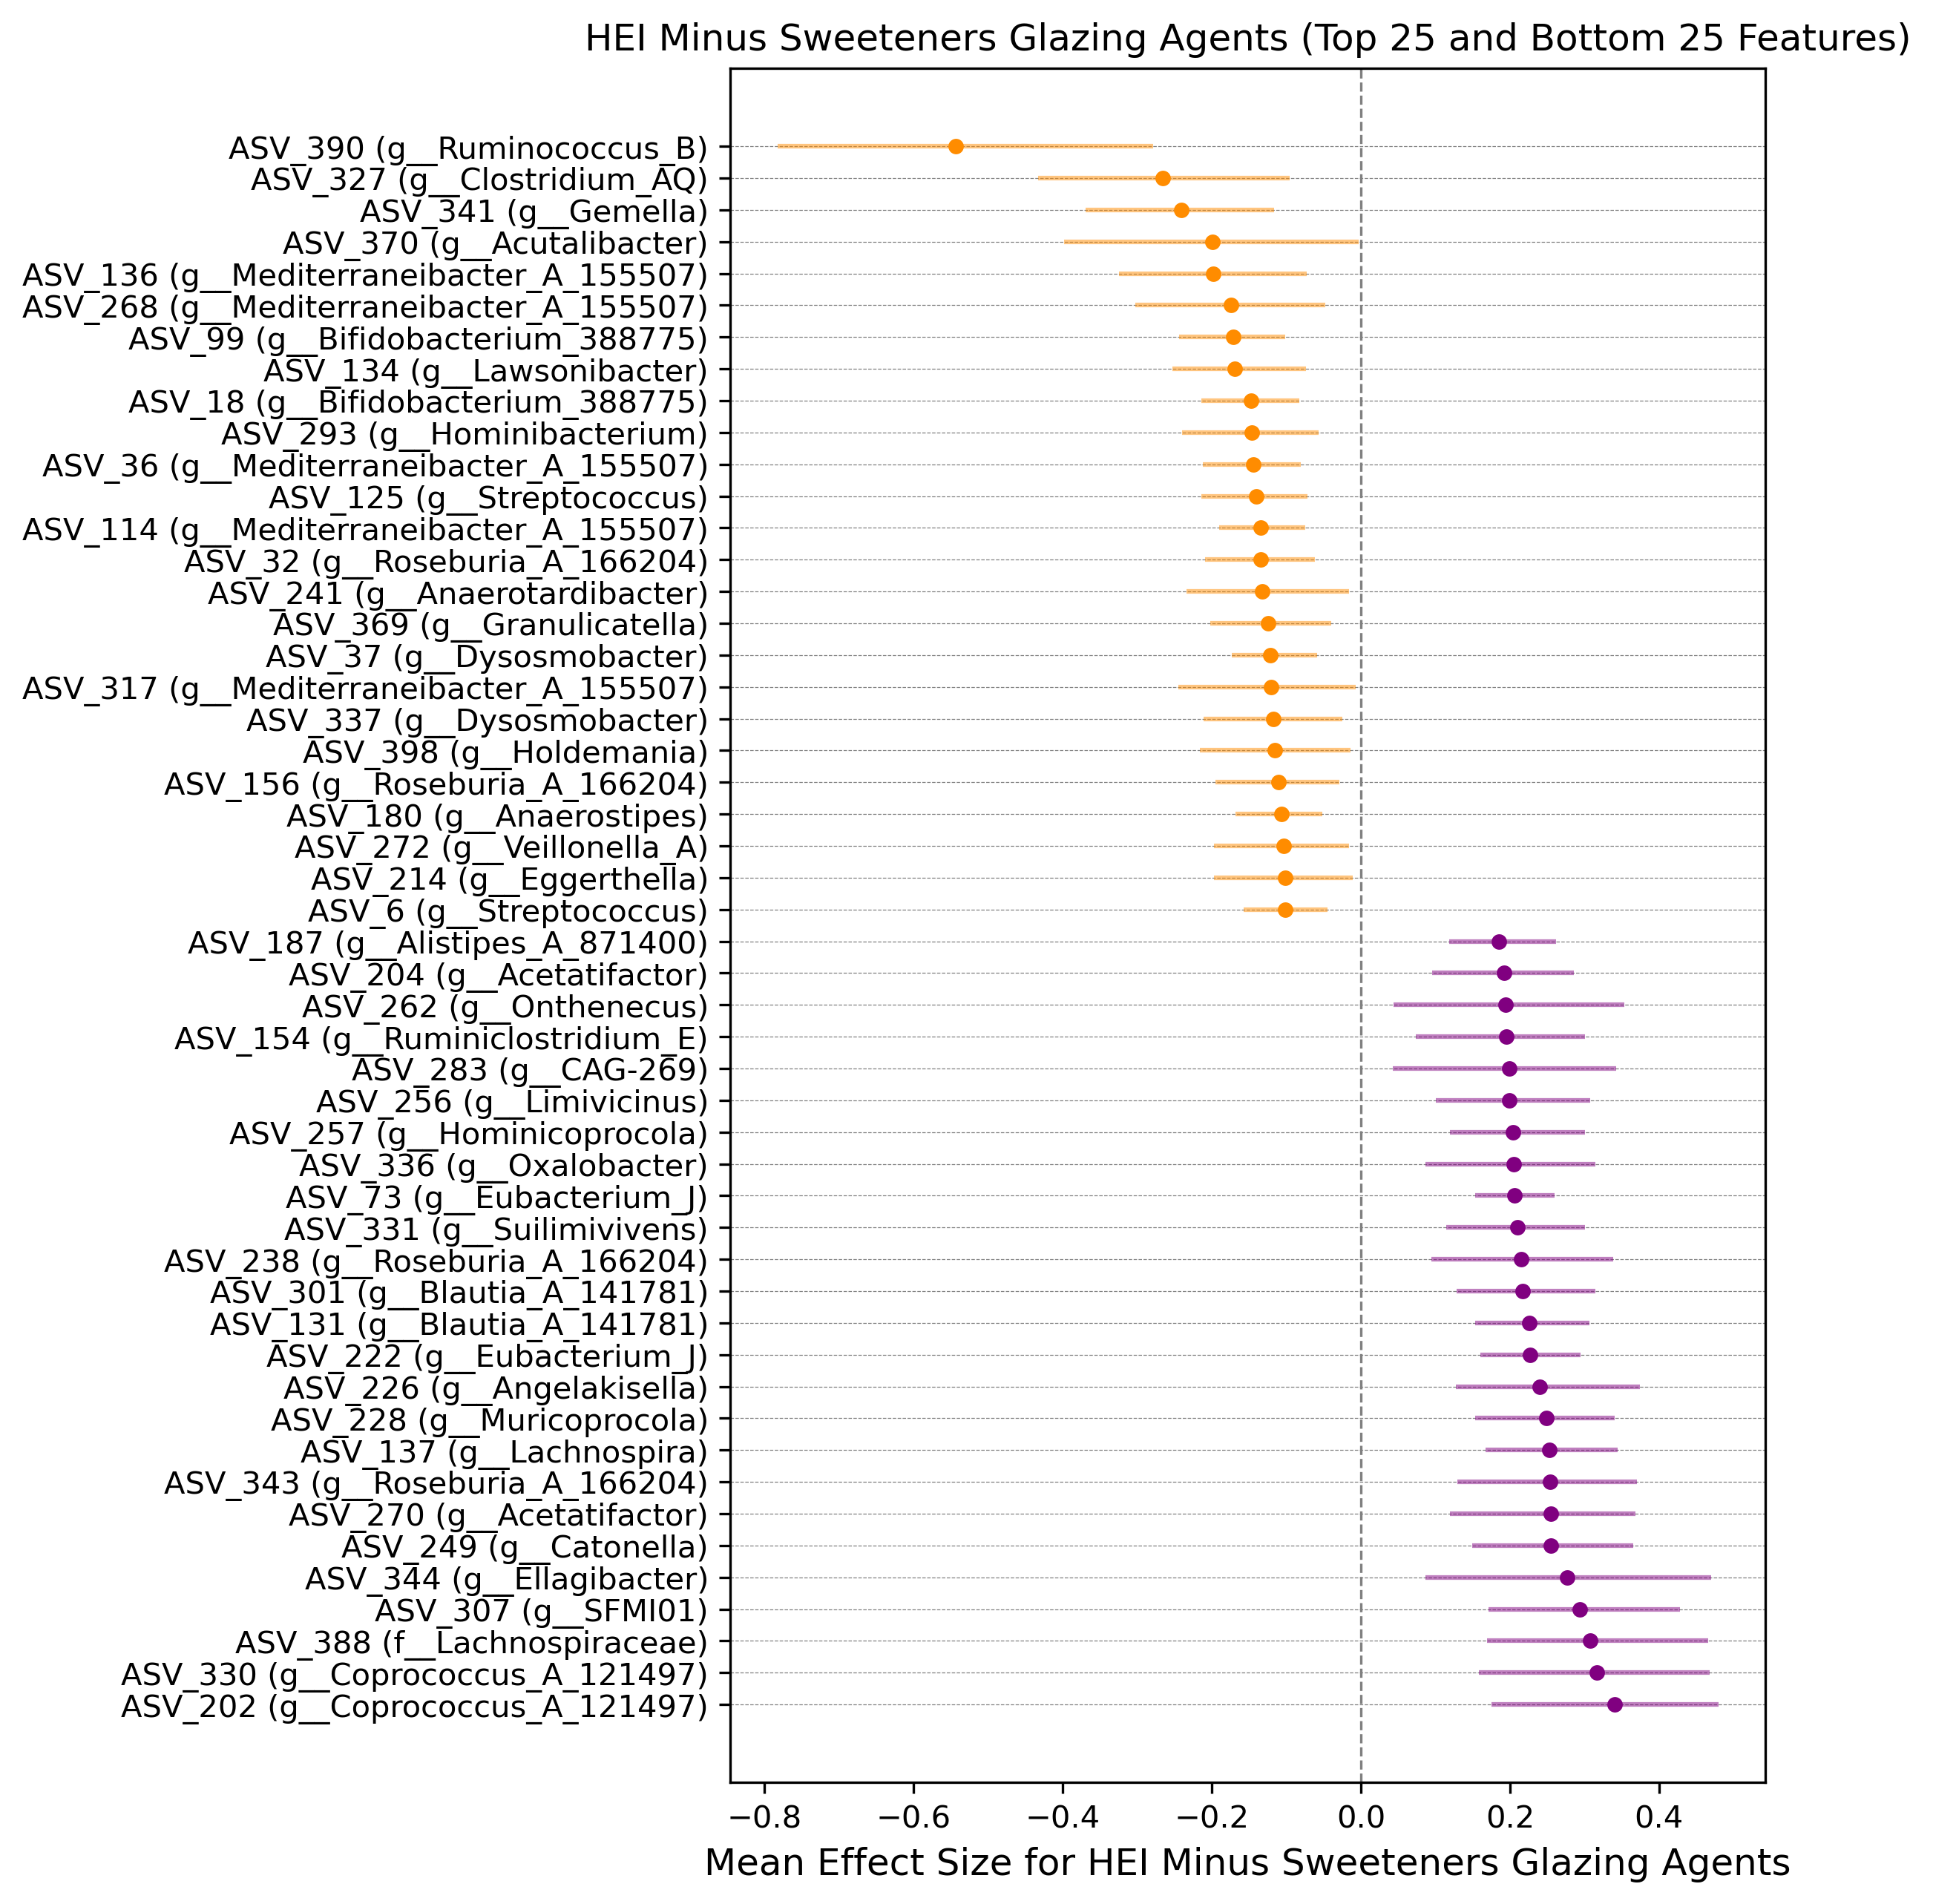 HEI Minus Sweeteners Glazing Agents (Top 25 and Bottom 25 Features)
ASV_390 (g__Ruminococcus_B)
ASV_327 (g__Clostridium_AQ)
ASV_341 (g__Gemella)
ASV_370 (g__Acutalibacter)
ASV_136 (g__Mediterraneibacter_A_155507)
ASV_268 (g__Mediterraneibacter_A_155507)
ASV_99 (g__Bifidobacterium_388775)
ASV_134 (g__Lawsonibacter)
ASV_18 (g__Bifidobacterium_388775)
ASV_293 (g__Hominibacterium)
ASV_36 (g__Mediterraneibacter_A_155507)
ASV_125 (g__Streptococcus)
ASV_114 (g__Mediterraneibacter_A_155507)
ASV_32 (g__Roseburia_A_166204)
ASV_241 (g__Anaerotardibacter)
ASV_369 (g__Granulicatella)
ASV_37 (g__Dysosmobacter)
ASV_317 (g__Mediterraneibacter_A_155507)
ASV_337 (g__Dysosmobacter)
ASV_398 (g__Holdemania)
ASV_156 (g__Roseburia_A_166204)
ASV_180 (g__Anaerostipes)
ASV_272 (g__Veillonella_A)
ASV_214 (g__Eggerthella)
ASV_6 (g__Streptococcus)
ASV_187 (g__Alistipes_A_871400)
ASV_204 (g__Acetatifactor)
ASV_262 (g__Onthenecus)
ASV_154 (g__Ruminiclostridium_E)
ASV_283 (g__CAG-269)
ASV_256 (g__Limivicinus)
ASV_257 (g__Hominicoprocola)
ASV_336 (g__Oxalobacter)
ASV_73 (g__Eubacterium_J)
ASV_331 (g__Suilimivivens)
ASV_238 (g__Roseburia_A_166204)
ASV_301 (g__Blautia_A_141781)
ASV_131 (g__Blautia_A_141781)
ASV_222 (g__Eubacterium_J)
ASV_226 (g__Angelakisella)
ASV_228 (g__Muricoprocola)
ASV_137 (g__Lachnospira)
ASV_343 (g__Roseburia_A_166204)
ASV_270 (g__Acetatifactor)
ASV_249 (g__Catonella)
ASV_344 (g__Ellagibacter)
ASV_307 (g__SFMI01)
ASV_388 (f__Lachnospiraceae)
ASV_330 (g__Coprococcus_A_121497)
ASV_202 (g__Coprococcus_A_121497)
−0.8 −0.6 −0.4 −0.2 0.0 0.2 0.4
Mean Effect Size for HEI Minus Sweeteners Glazing Agents